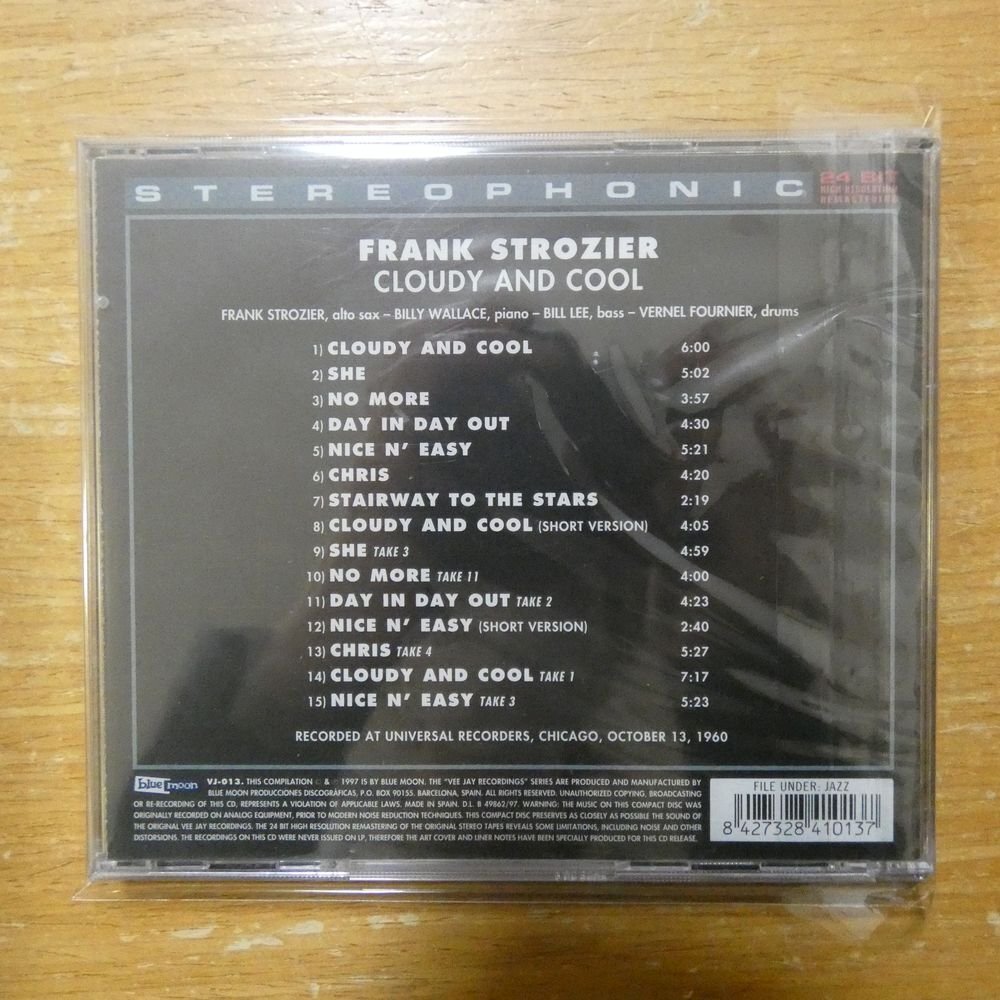 STEREOPHONIC
24 BIT
HIGH RESOLUTION
REMASTERING
FRANK STROZIER
CLOUDY AND COOL
FRANK STROZIER, alto sax – BILLY WALLACE, piano – BILL LEE, bass – VERNEL FOURNIER, drums
1) CLOUDY AND COOL 6:00
2) SHE 5:02
3) NO MORE 3:57
4) DAY IN DAY OUT 4:30
5) NICE N' EASY 5:21
6) CHRIS 4:20
7) STAIRWAY TO THE STARS 2:19
8) CLOUDY AND COOL (SHORT VERSION) 4:05
9) SHE TAKE 3 4:59
10) NO MORE TAKE 11 4:00
11) DAY IN DAY OUT TAKE 2 4:23
12) NICE N' EASY (SHORT VERSION) 2:40
13) CHRIS TAKE 4 5:27
14) CLOUDY AND COOL TAKE 1 7:17
15) NICE N' EASY TAKE 3 5:23
RECORDED AT UNIVERSAL RECORDERS, CHICAGO, OCTOBER 13, 1960
blue moon VJ-013. THIS COMPILATION © & ℗ 1997 IS BY BLUE MOON. THE "VEE JAY RECORDINGS" SERIES ARE PRODUCED AND MANUFACTURED BY
BLUE MOON PRODUCCIONES DISCOGRÁFICAS, P.O. BOX 90155. BARCELONA, SPAIN. ALL RIGHTS RESERVED. UNAUTHORIZED COPYING, BROADCASTING
OR RE-RECORDING OF THIS CD, REPRESENTS A VIOLATION OF APPLICABLE LAWS. MADE IN SPAIN. D.L. B 49862/97. WARNING: THE MUSIC ON THIS COMPACT DISC WAS
ORIGINALLY RECORDED ON ANALOG EQUIPMENT, PRIOR TO MODERN NOISE REDUCTION TECHNIQUES. THIS COMPACT DISC PRESERVES AS CLOSELY AS POSSIBLE THE SOUND OF
THE ORIGINAL VEE JAY RECORDINGS. THE 24 BIT HIGH RESOLUTION REMASTERING OF THE ORIGINAL STEREO TAPES REVEALS SOME LIMITATIONS, INCLUDING NOISE AND OTHER
DISTORSIONS. THE RECORDINGS ON THIS CD WERE NEVER ISSUED ON LP, THEREFORE THE ART COVER AND LINER NOTES HAVE BEEN SPECIALLY PRODUCED FOR THIS CD RELEASE.
FILE UNDER: JAZZ
8 427328 410137